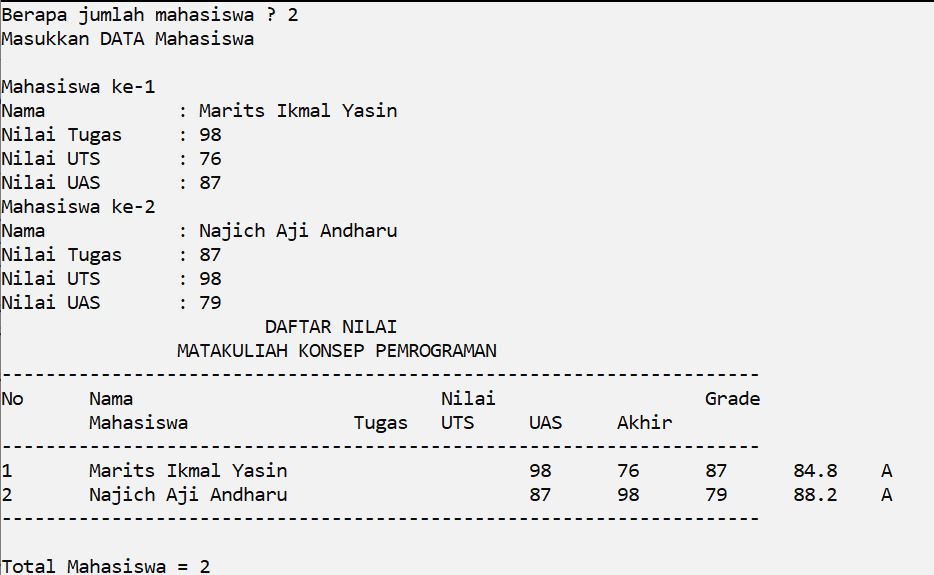 Berapa jumlah mahasiswa ? 2
Masukkan DATA Mahasiswa
Mahasiswa ke-1
Nama : Marits Ikmal Yasin
Nilai Tugas : 98
Nilai UTS : 76
Nilai UAS : 87
Mahasiswa ke-2
Nama : Najich Aji Andharu
Nilai Tugas : 87
Nilai UTS : 98
Nilai UAS : 79
DAFTAR NILAI
MATAKULIAH KONSEP PEMROGRAMAN
---------------------------------------------------------------------
No Nama Nilai Grade
Mahasiswa Tugas UTS UAS Akhir
---------------------------------------------------------------------
1 Marits Ikmal Yasin 98 76 87 84.8 A
2 Najich Aji Andharu 87 98 79 88.2 A
---------------------------------------------------------------------
Total Mahasiswa = 2